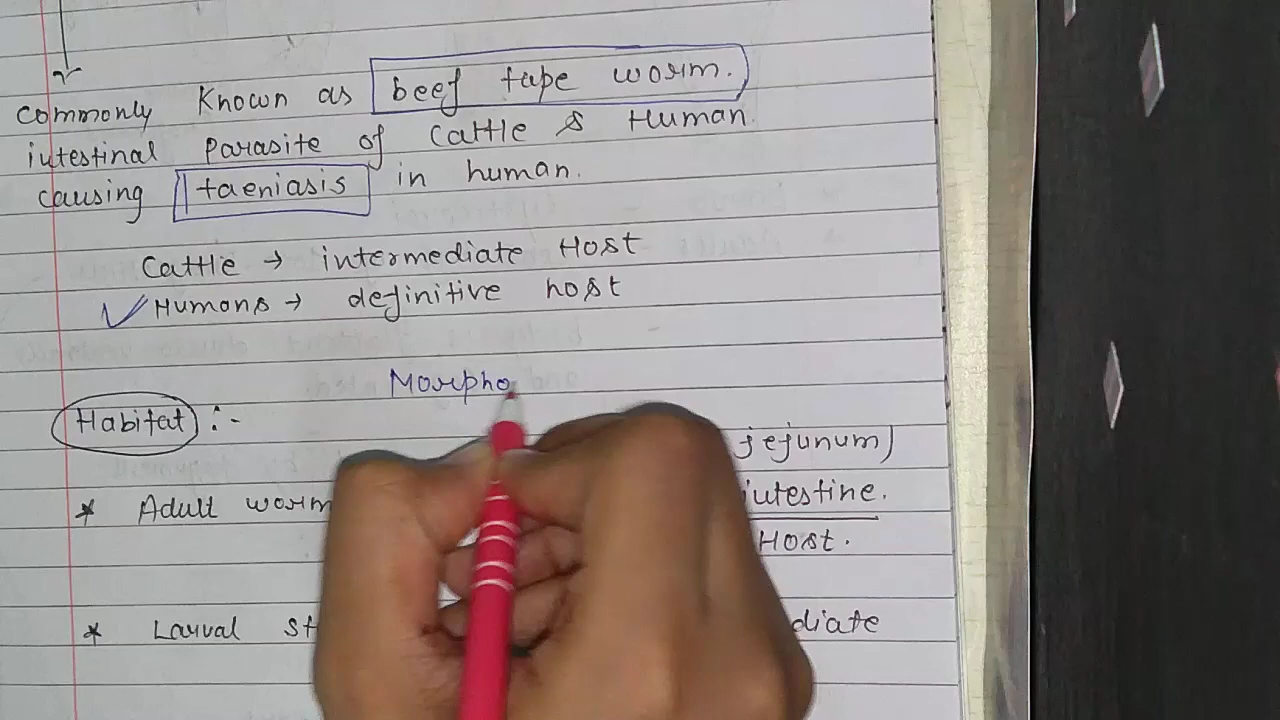 commonly known as beef tape worm.
intestinal parasite of cattle & Human.
causing taeniasis in human.
Cattle → intermediate Host
✓ Humans → definitive host
Morpho
Habitat :-
jejunum)
* Adult worm intestine.
Host.
* Larval st diate